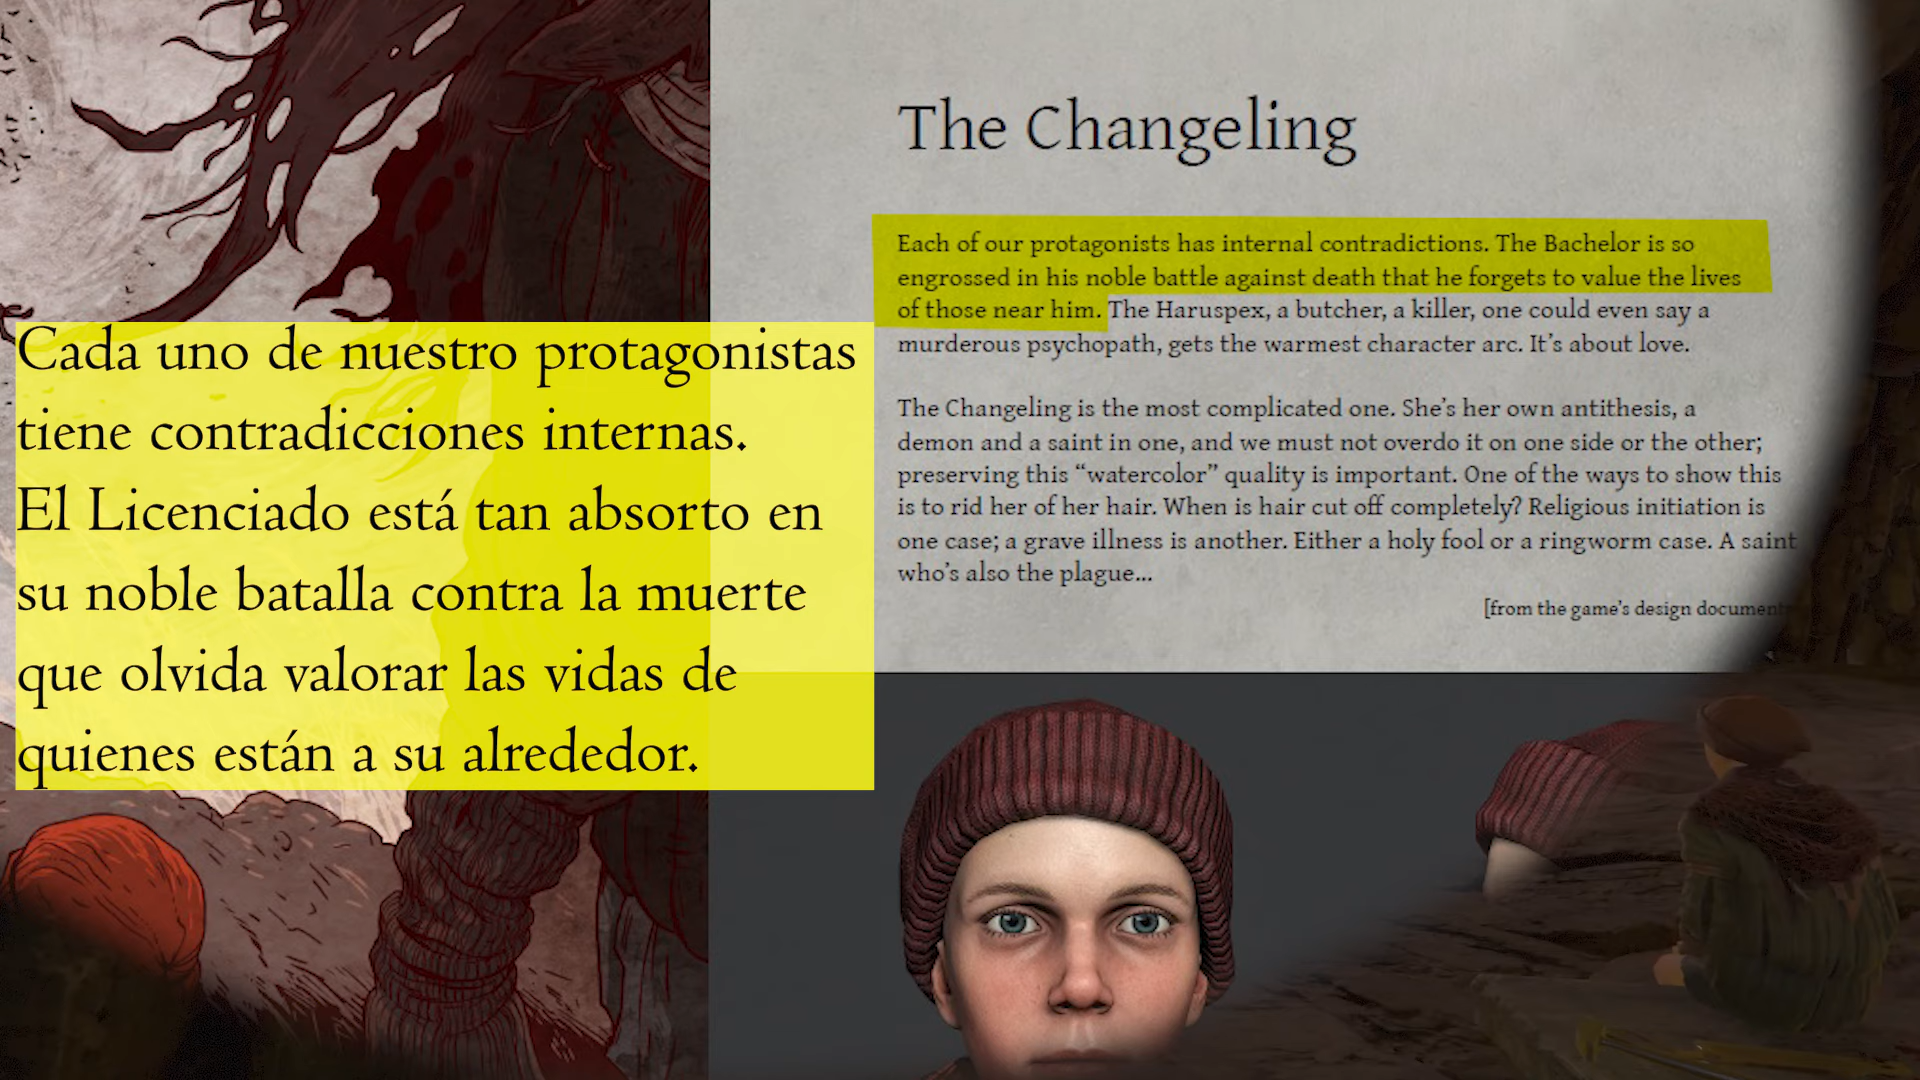 The Changeling
Each of our protagonists has internal contradictions. The Bachelor is so
engrossed in his noble battle against death that he forgets to value the lives
of those near him. The Haruspex, a butcher, a killer, one could even say a
murderous psychopath, gets the warmest character arc. It's about love.
The Changeling is the most complicated one. She's her own antithesis, a
demon and a saint in one, and we must not overdo it on one side or the other;
preserving this “watercolor” quality is important. One of the ways to show this
is to rid her of her hair. When is hair cut off completely? Religious initiation is
one case; a grave illness is another. Either a holy fool or a ringworm case. A saint
who's also the plague...
[from the game's design document
Cada uno de nuestro protagonistas
tiene contradicciones internas.
El Licenciado está tan absorto en
su noble batalla contra la muerte
que olvida valorar las vidas de
quienes están a su alrededor.